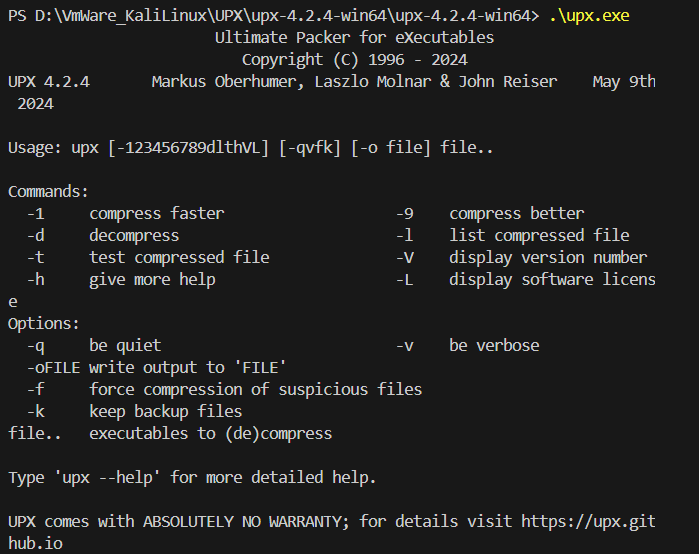 PS D:\VmWare_KaliLinux\UPX\upx-4.2.4-win64\upx-4.2.4-win64> .\upx.exe
Ultimate Packer for eXecutables
Copyright (C) 1996 - 2024
UPX 4.2.4       Markus Oberhumer, Laszlo Molnar & John Reiser    May 9th
 2024
Usage: upx [-123456789dlthVL] [-qvfk] [-o file] file..
Commands:
  -1     compress faster                   -9    compress better
  -d     decompress                        -l    list compressed file
  -t     test compressed file              -V    display version number
  -h     give more help                    -L    display software licens
e
Options:
  -q     be quiet                          -v    be verbose
  -oFILE write output to 'FILE'
  -f     force compression of suspicious files
  -k     keep backup files
file..   executables to (de)compress
Type 'upx --help' for more detailed help.
UPX comes with ABSOLUTELY NO WARRANTY; for details visit https://upx.git
hub.io